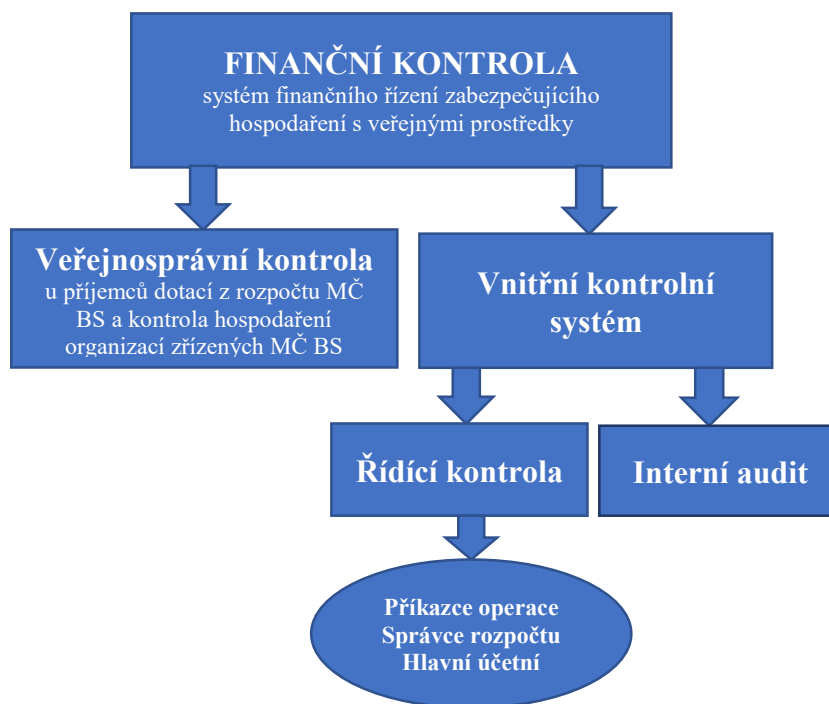 FINANČNÍ KONTROLA
systém finančního řízení zabezpečujícího
hospodaření s veřejnými prostředky
Veřejnosprávní kontrola
u příjemců dotací z rozpočtu MČ
BS a kontrola hospodaření
organizací zřízených MČ BS
Vnitřní kontrolní
systém
Řídící kontrola
Interní audit
Příkazce operace
Správce rozpočtu
Hlavní účetní